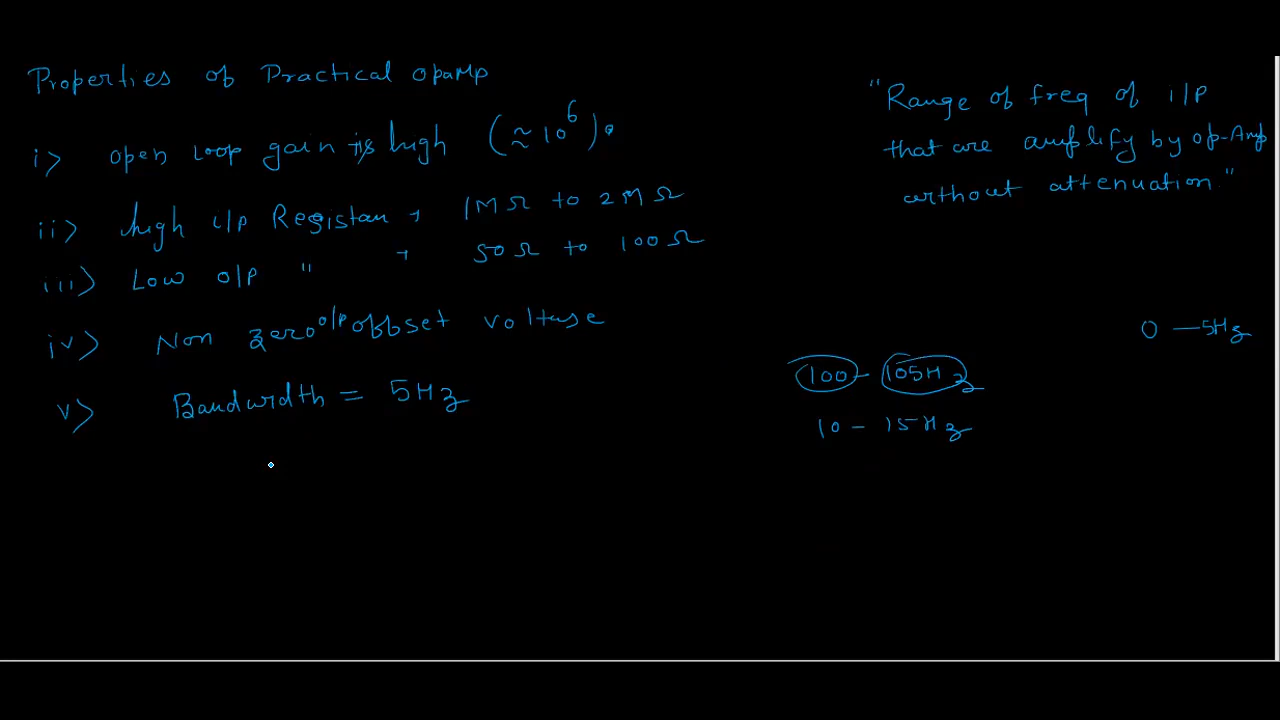 Properties of Practical opamp
i> open loop gain is high (≈10⁶).
ii> high i/p Registan + 1MΩ to 2MΩ
iii> Low o/p " + 50Ω to 100Ω
iv> Non zero o/p offset voltage
v> Bandwidth = 5Hz
"Range of freq of i/p
that are amplify by op-Amp
without attenuation"
0 — 5Hz
100 - 105Hz
10 - 15Hz